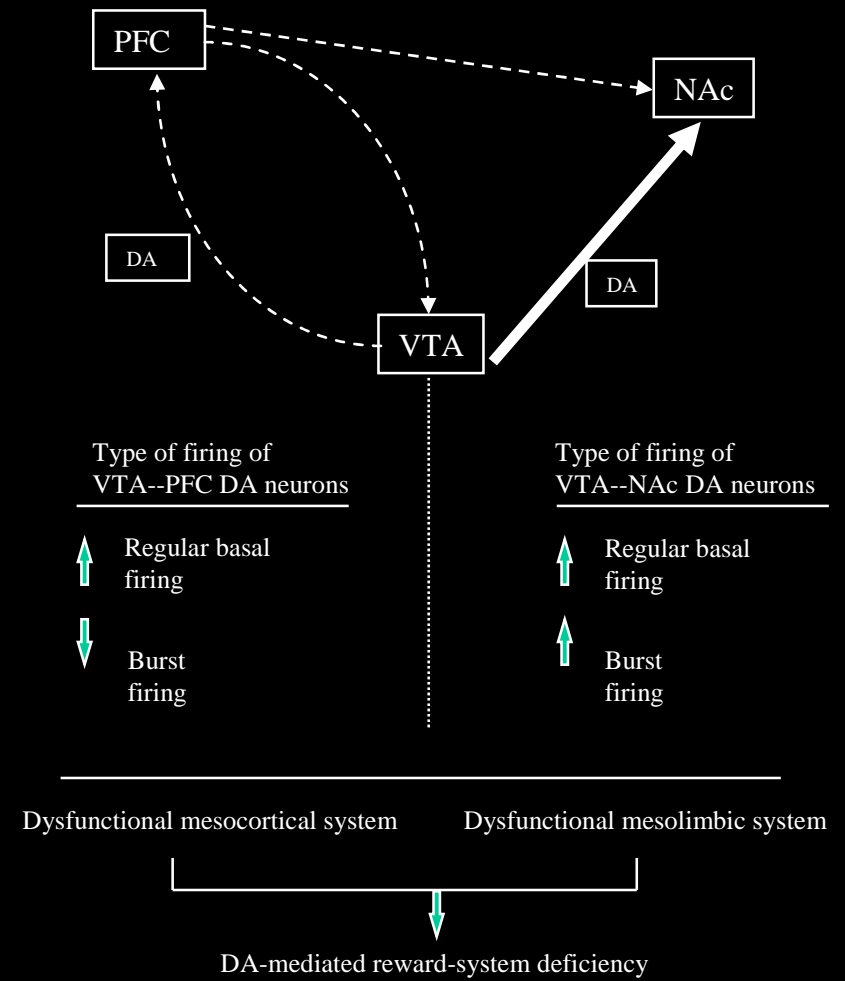 PFC
NAc
DA
DA
VTA
Type of firing of
VTA--PFC DA neurons
Regular basal
firing
Burst
firing
Type of firing of
VTA--NAc DA neurons
Regular basal
firing
Burst
firing
Dysfunctional mesocortical system
Dysfunctional mesolimbic system
DA-mediated reward-system deficiency